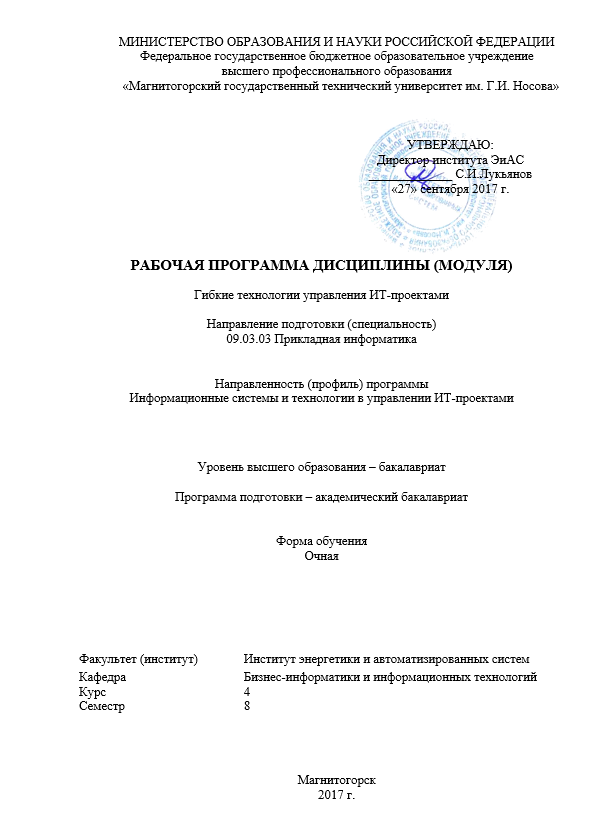 МИНИСТЕРСТВО ОБРАЗОВАНИЯ И НАУКИ РОССИЙСКОЙ ФЕДЕРАЦИИ
Федеральное государственное бюджетное образовательное учреждение
высшего профессионального образования
«Магнитогорский государственный технический университет им. Г.И. Носова»
УТВЕРЖДАЮ:
Директор института ЭиАС
_____________ С.И.Лукьянов
«27» сентября 2017 г.
РАБОЧАЯ ПРОГРАММА ДИСЦИПЛИНЫ (МОДУЛЯ)
Гибкие технологии управления ИТ-проектами
Направление подготовки (специальность)
09.03.03 Прикладная информатика
Направленность (профиль) программы
Информационные системы и технологии в управлении ИТ-проектами
Уровень высшего образования – бакалавриат
Программа подготовки – академический бакалавриат
Форма обучения
Очная
Факультет (институт) Институт энергетики и автоматизированных систем
Кафедра Бизнес-информатики и информационных технологий
Курс 4
Семестр 8
Магнитогорск
2017 г.